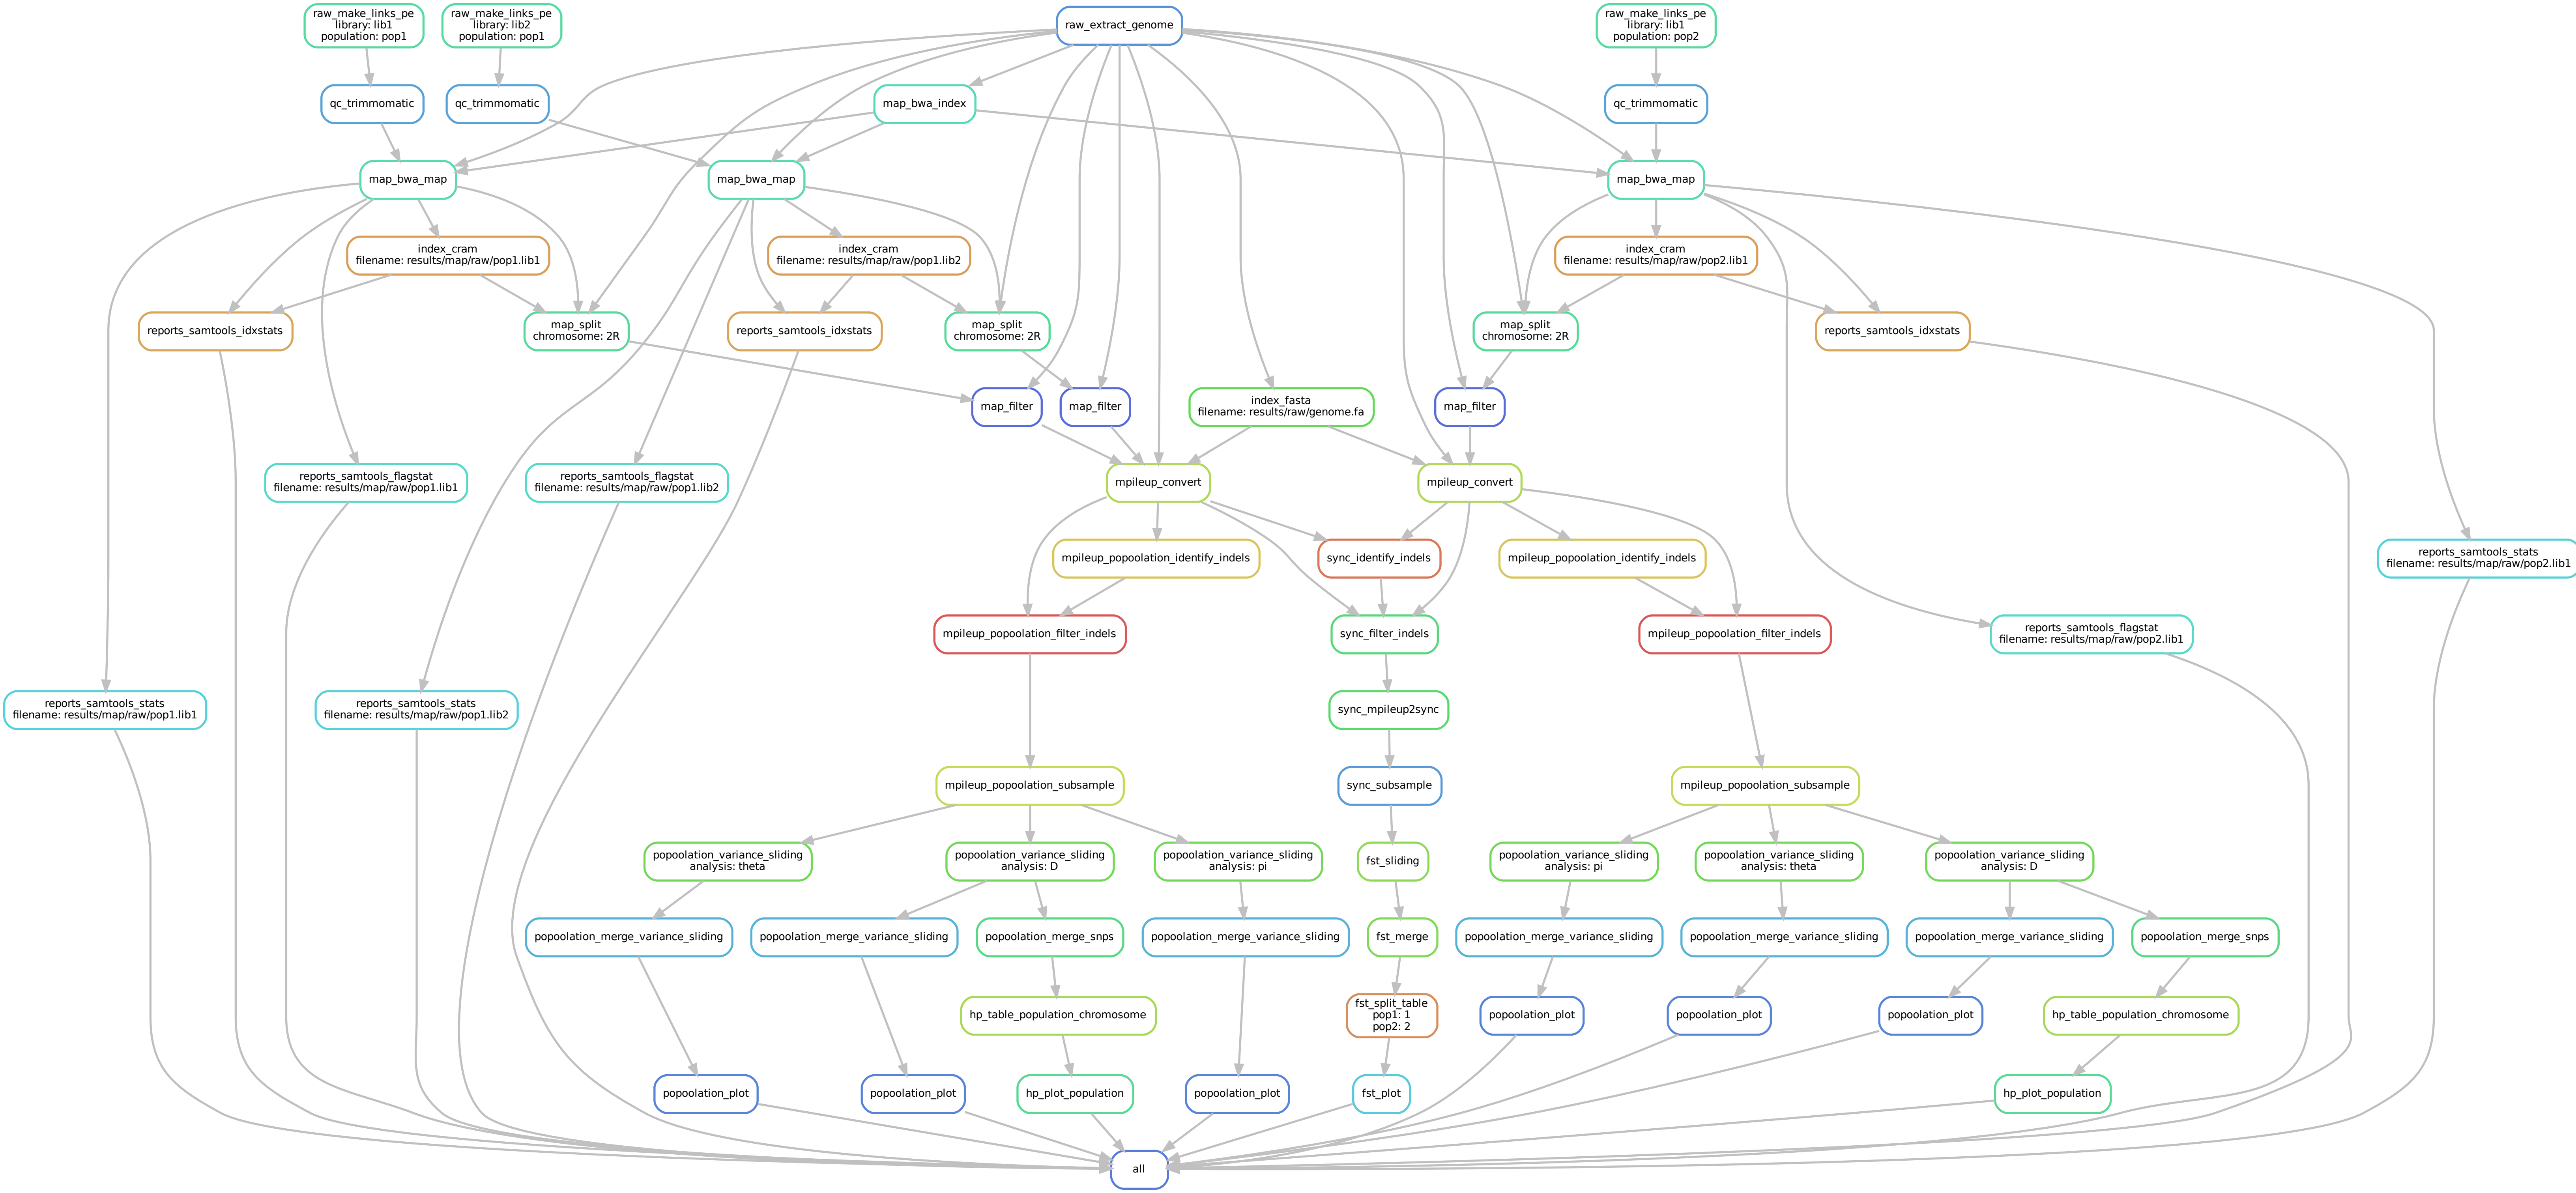 raw_make_links_pe
library: lib1
population: pop1
raw_make_links_pe
library: lib2
population: pop1
raw_extract_genome
raw_make_links_pe
library: lib1
population: pop2
qc_trimmomatic
qc_trimmomatic
map_bwa_index
qc_trimmomatic
map_bwa_map
map_bwa_map
map_bwa_map
index_cram
filename: results/map/raw/pop1.lib1
index_cram
filename: results/map/raw/pop1.lib2
index_cram
filename: results/map/raw/pop2.lib1
reports_samtools_idxstats
map_split
chromosome: 2R
reports_samtools_idxstats
map_split
chromosome: 2R
map_split
chromosome: 2R
reports_samtools_idxstats
map_filter
map_filter
index_fasta
filename: results/raw/genome.fa
map_filter
reports_samtools_flagstat
filename: results/map/raw/pop1.lib1
reports_samtools_flagstat
filename: results/map/raw/pop1.lib2
mpileup_convert
mpileup_convert
mpileup_popoolation_identify_indels
sync_identify_indels
mpileup_popoolation_identify_indels
reports_samtools_stats
filename: results/map/raw/pop2.lib1
mpileup_popoolation_filter_indels
sync_filter_indels
mpileup_popoolation_filter_indels
reports_samtools_flagstat
filename: results/map/raw/pop2.lib1
reports_samtools_stats
filename: results/map/raw/pop1.lib1
reports_samtools_stats
filename: results/map/raw/pop1.lib2
sync_mpileup2sync
mpileup_popoolation_subsample
sync_subsample
mpileup_popoolation_subsample
popoolation_variance_sliding
analysis: theta
popoolation_variance_sliding
analysis: D
popoolation_variance_sliding
analysis: pi
fst_sliding
popoolation_variance_sliding
analysis: pi
popoolation_variance_sliding
analysis: theta
popoolation_variance_sliding
analysis: D
popoolation_merge_variance_sliding
popoolation_merge_variance_sliding
popoolation_merge_snps
popoolation_merge_variance_sliding
fst_merge
popoolation_merge_variance_sliding
popoolation_merge_variance_sliding
popoolation_merge_variance_sliding
popoolation_merge_snps
hp_table_population_chromosome
fst_split_table
pop1: 1
pop2: 2
popoolation_plot
popoolation_plot
popoolation_plot
hp_table_population_chromosome
popoolation_plot
popoolation_plot
hp_plot_population
popoolation_plot
fst_plot
hp_plot_population
all